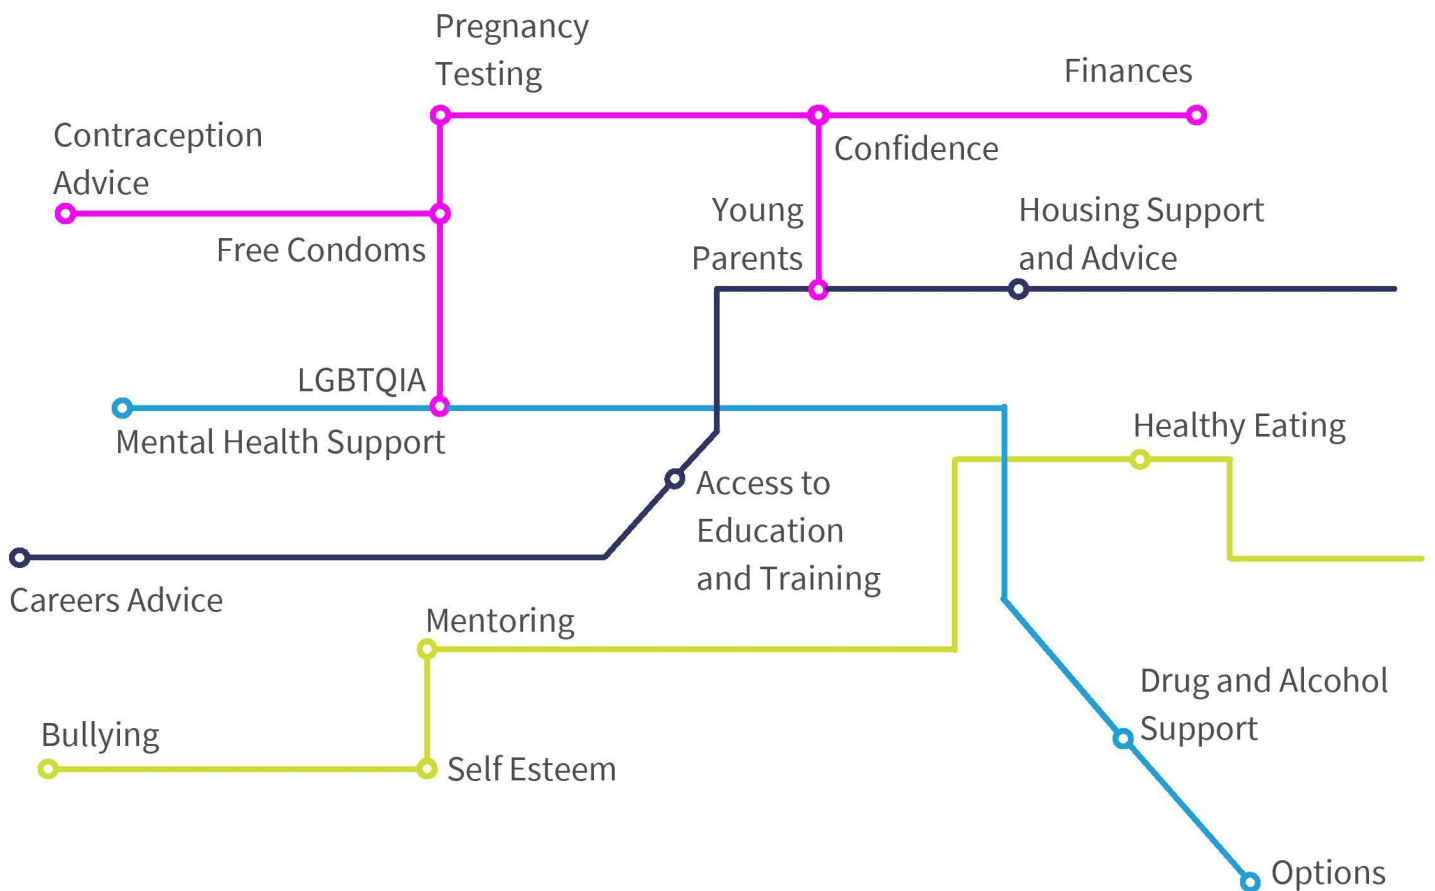 Pregnancy
Testing
Finances
Contraception
Advice
Confidence
Young
Parents
Housing Support
and Advice
Free Condoms
LGBTQIA
Mental Health Support
Healthy Eating
Access to
Education
and Training
Careers Advice
Mentoring
Drug and Alcohol
Support
Bullying
Self Esteem
Options